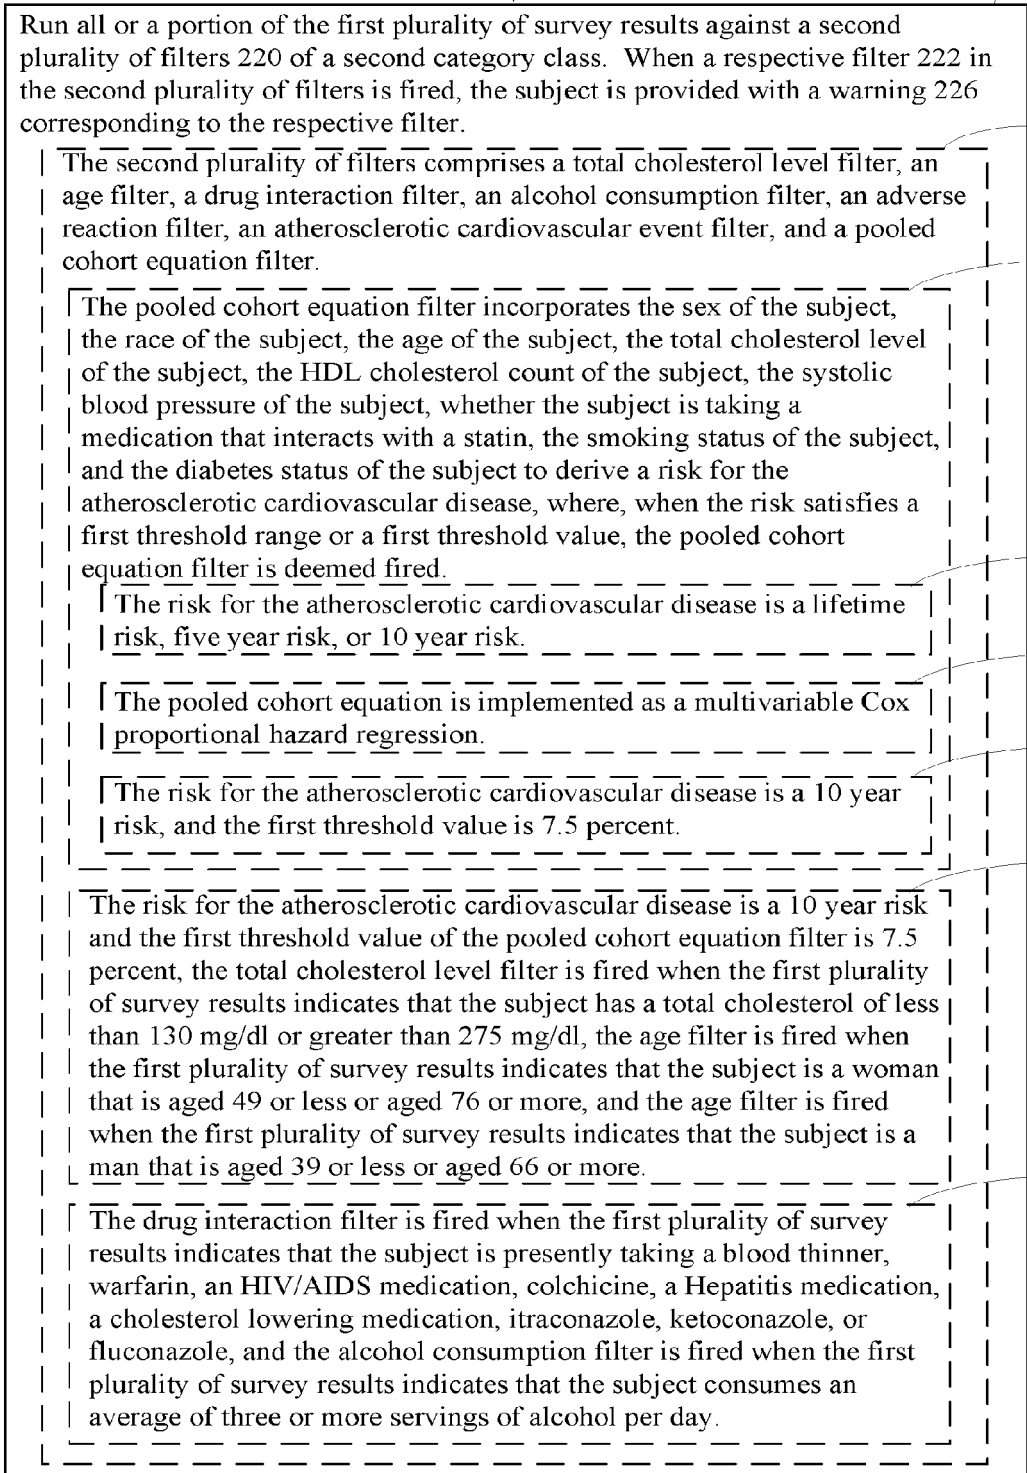 Run all or a portion of the first plurality of survey results against a second
plurality of filters 220 of a second category class.  When a respective filter 222 in
the second plurality of filters is fired, the subject is provided with a warning 226
corresponding to the respective filter.
The second plurality of filters comprises a total cholesterol level filter, an
age filter, a drug interaction filter, an alcohol consumption filter, an adverse
reaction filter, an atherosclerotic cardiovascular event filter, and a pooled
cohort equation filter.
The pooled cohort equation filter incorporates the sex of the subject,
the race of the subject, the age of the subject, the total cholesterol level
of the subject, the HDL cholesterol count of the subject, the systolic
blood pressure of the subject, whether the subject is taking a
medication that interacts with a statin, the smoking status of the subject,
and the diabetes status of the subject to derive a risk for the
atherosclerotic cardiovascular disease, where, when the risk satisfies a
first threshold range or a first threshold value, the pooled cohort
equation filter is deemed fired.
The risk for the atherosclerotic cardiovascular disease is a lifetime
risk, five year risk, or 10 year risk.
The pooled cohort equation is implemented as a multivariable Cox
proportional hazard regression.
The risk for the atherosclerotic cardiovascular disease is a 10 year
risk, and the first threshold value is 7.5 percent.
The risk for the atherosclerotic cardiovascular disease is a 10 year risk
and the first threshold value of the pooled cohort equation filter is 7.5
percent, the total cholesterol level filter is fired when the first plurality
of survey results indicates that the subject has a total cholesterol of less
than 130 mg/dl or greater than 275 mg/dl, the age filter is fired when
the first plurality of survey results indicates that the subject is a woman
that is aged 49 or less or aged 76 or more, and the age filter is fired
when the first plurality of survey results indicates that the subject is a
man that is aged 39 or less or aged 66 or more.
The drug interaction filter is fired when the first plurality of survey
results indicates that the subject is presently taking a blood thinner,
warfarin, an HIV/AIDS medication, colchicine, a Hepatitis medication,
a cholesterol lowering medication, itraconazole, ketoconazole, or
fluconazole, and the alcohol consumption filter is fired when the first
plurality of survey results indicates that the subject consumes an
average of three or more servings of alcohol per day.